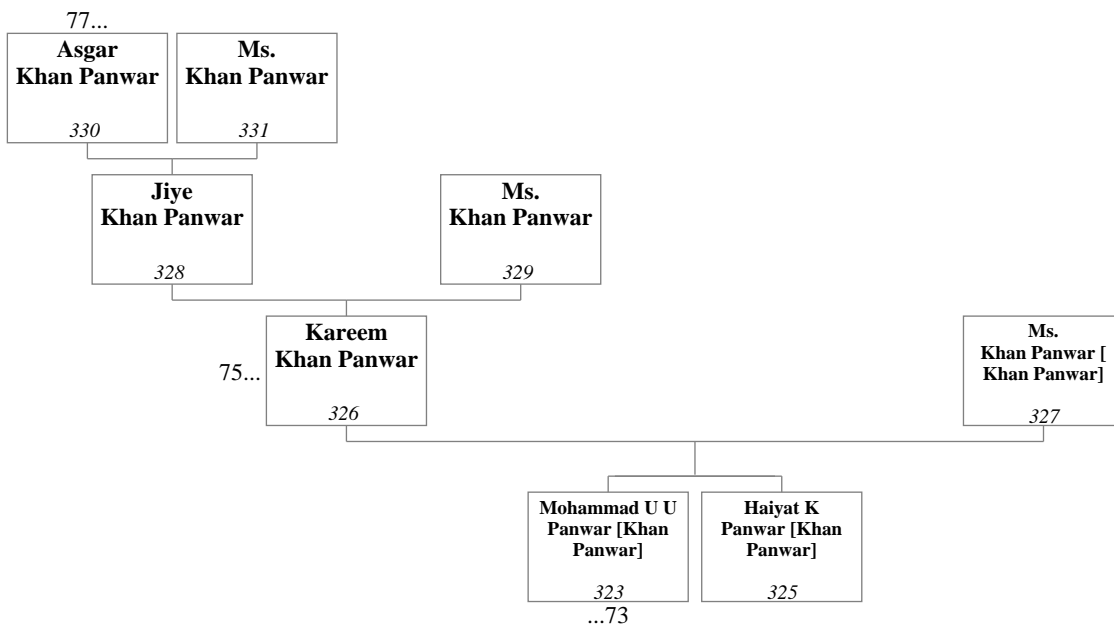 77...
Asgar
Khan Panwar
330
Ms.
Khan Panwar
331
Jiye
Khan Panwar
328
Ms.
Khan Panwar
329
75...
Kareem
Khan Panwar
326
Ms.
Khan Panwar [
Khan Panwar]
327
Mohammad U U
Panwar [Khan
Panwar]
323
...73
Haiyat K
Panwar [Khan
Panwar]
325